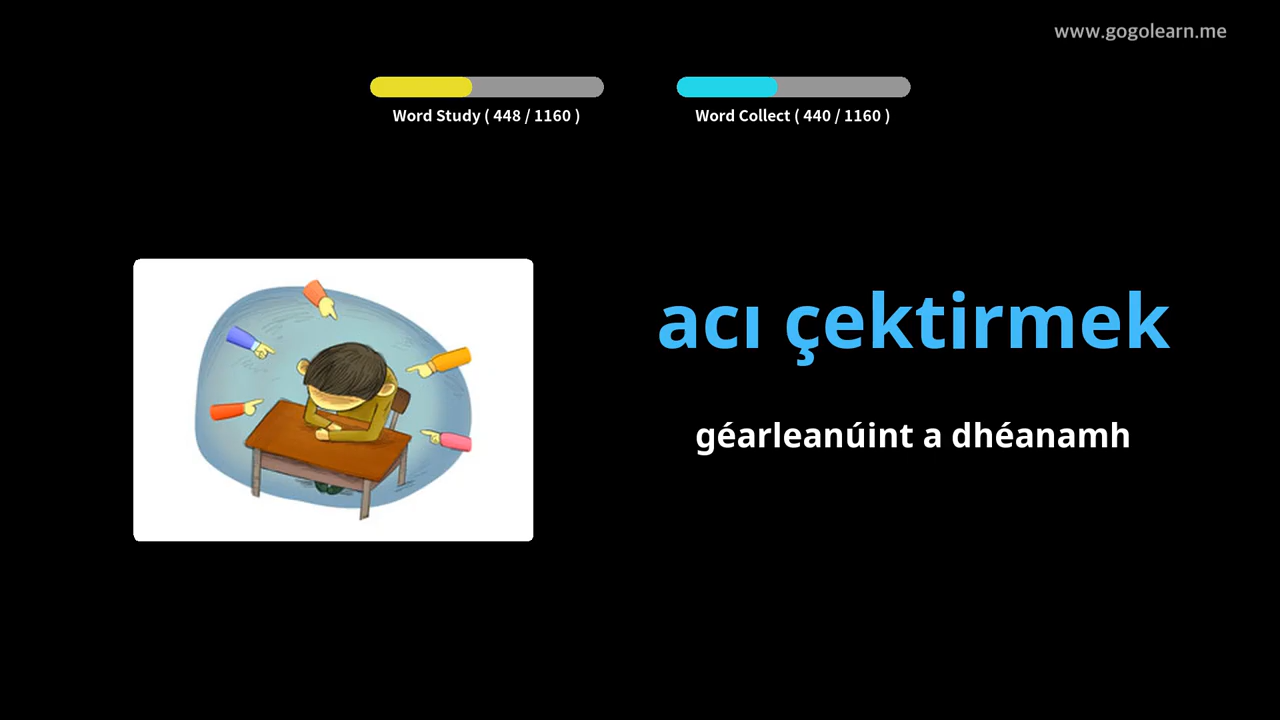 www.gogolearn.me
Word Study ( 448 / 1160 )
Word Collect ( 440 / 1160 )
acı çektirmek
géarleanúint a dhéanamh